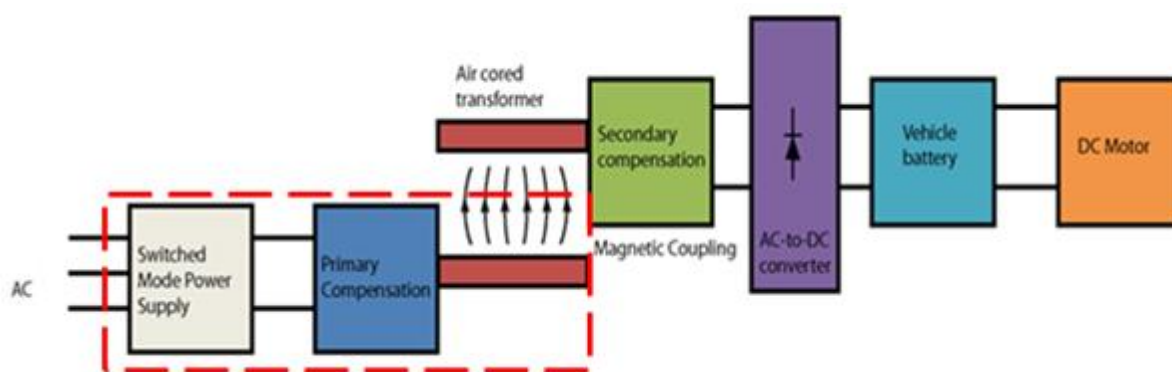 Air cored
transformer
Secondary
compensation
Vehicle
battery
DC Motor
Magnetic Coupling
AC-to-DC
converter
AC
Switched
Mode Power
Supply
Primary
Compensation